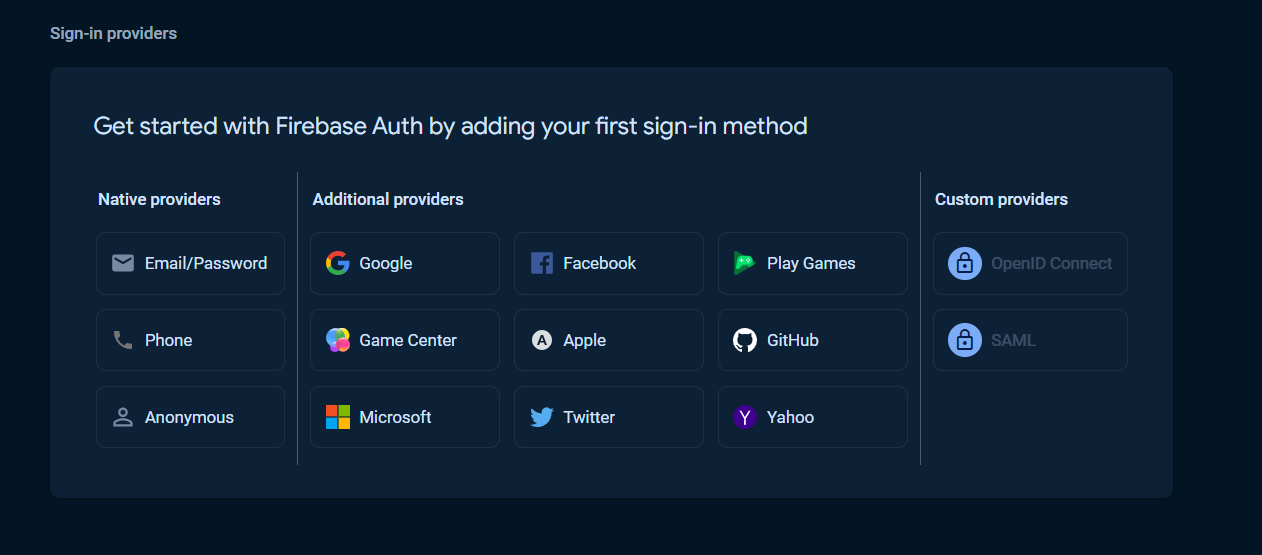 Sign-in providers
Get started with Firebase Auth by adding your first sign-in method
Native providers
Email/Password
Phone
Anonymous
Additional providers
Google
Facebook
Play Games
Game Center
Apple
GitHub
Microsoft
Twitter
Yahoo
Custom providers
OpenID Connect
SAML